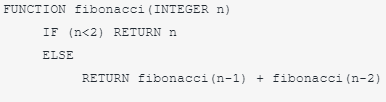 FUNCTION fibonacci(INTEGER n)
IF (n<2) RETURN n
ELSE
RETURN fibonacci(n-1) + fibonacci(n-2)